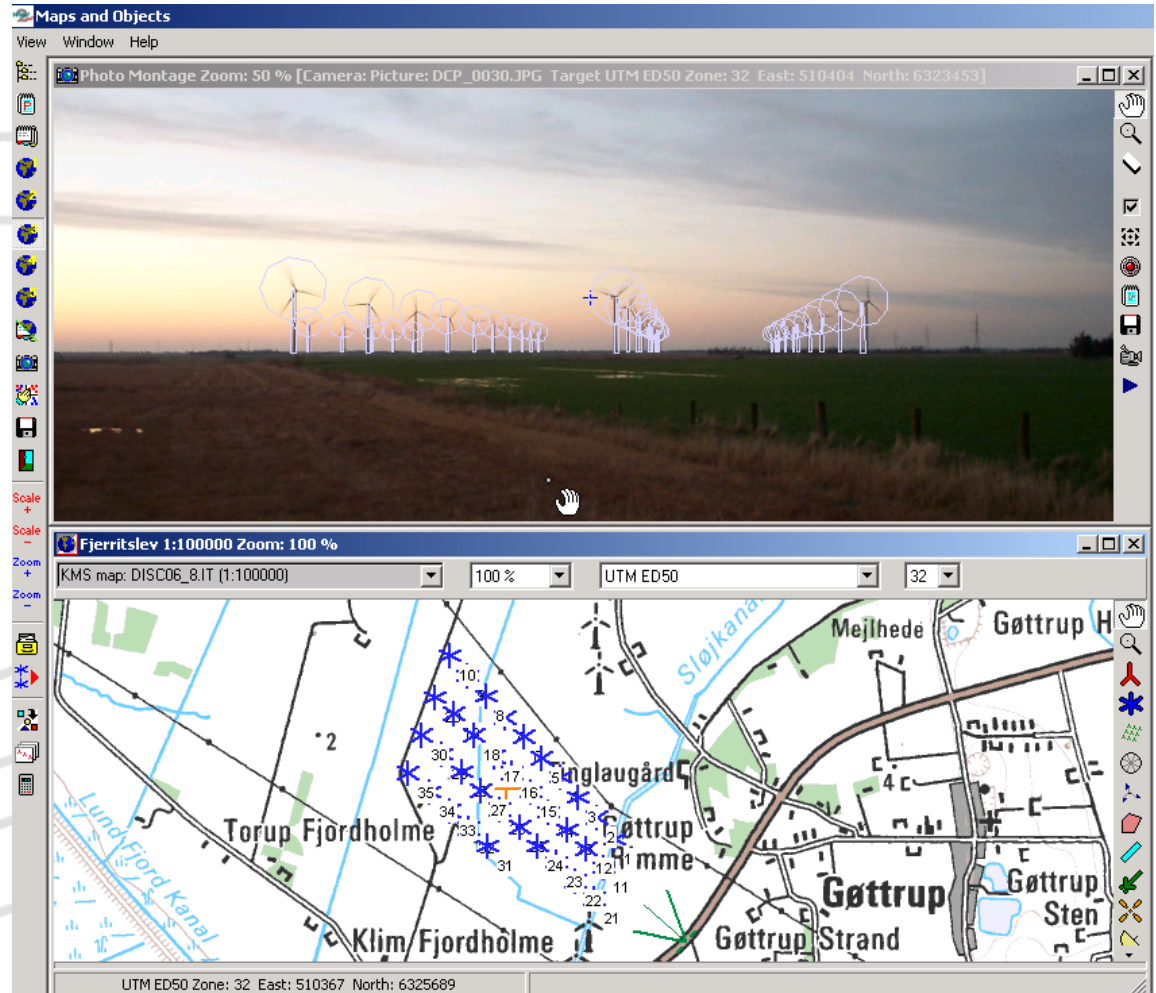 Maps and Objects
View Window Help
Photo Montage Zoom: 50 % [Camera: Picture: DCP_0030.JPG Target UTM ED50 Zone: 32 East: 510404 North: 6323453]
Scale
+
Scale
-
Zoom
+
Zoom
-
Fjerritslev 1:100000 Zoom: 100 %
KMS map: DISC06_8.IT (1:100000) 100 % UTM ED50 32
Mejlhede
Gøttrup H
Sløjkanal
10
8
2
30
18
17
5
inglaugård
4
35
16
34
27
15
3
Torup Fjordholme
33
Gøttrup
2
31
24
12
1
Rimme
23
11
22
21
Lund Fjord Kanal
Gøttrup
Gøttrup
Sten
Klim Fjordholme
Gøttrup Strand
UTM ED50 Zone: 32 East: 510367 North: 6325689